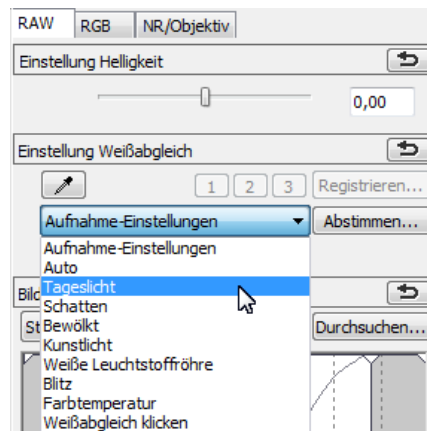 RAW RGB NR/Objektiv
Einstellung Helligkeit
0,00
Einstellung Weißabgleich
1 2 3 Registrieren...
Aufnahme-Einstellungen Abstimmen...
Aufnahme-Einstellungen
Auto
Tageslicht
Schatten
Bewölkt
Durchsuchen...
Kunstlicht
Weiße Leuchtstoffröhre
Blitz
Farbtemperatur
Weißabgleich klicken